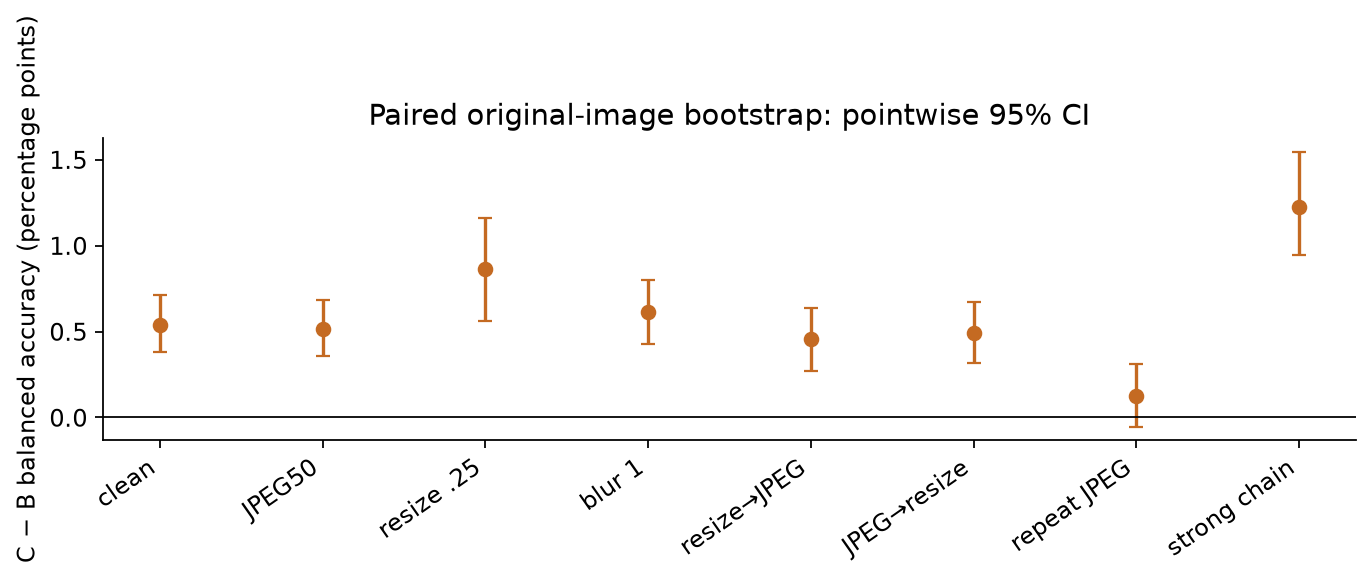 Paired original-image bootstrap: pointwise 95% CI
C − B balanced accuracy (percentage points)
1.5
1.0
0.5
0.0
clean
JPEG50
resize .25
blur 1
resize→JPEG
JPEG→resize
repeat JPEG
strong chain